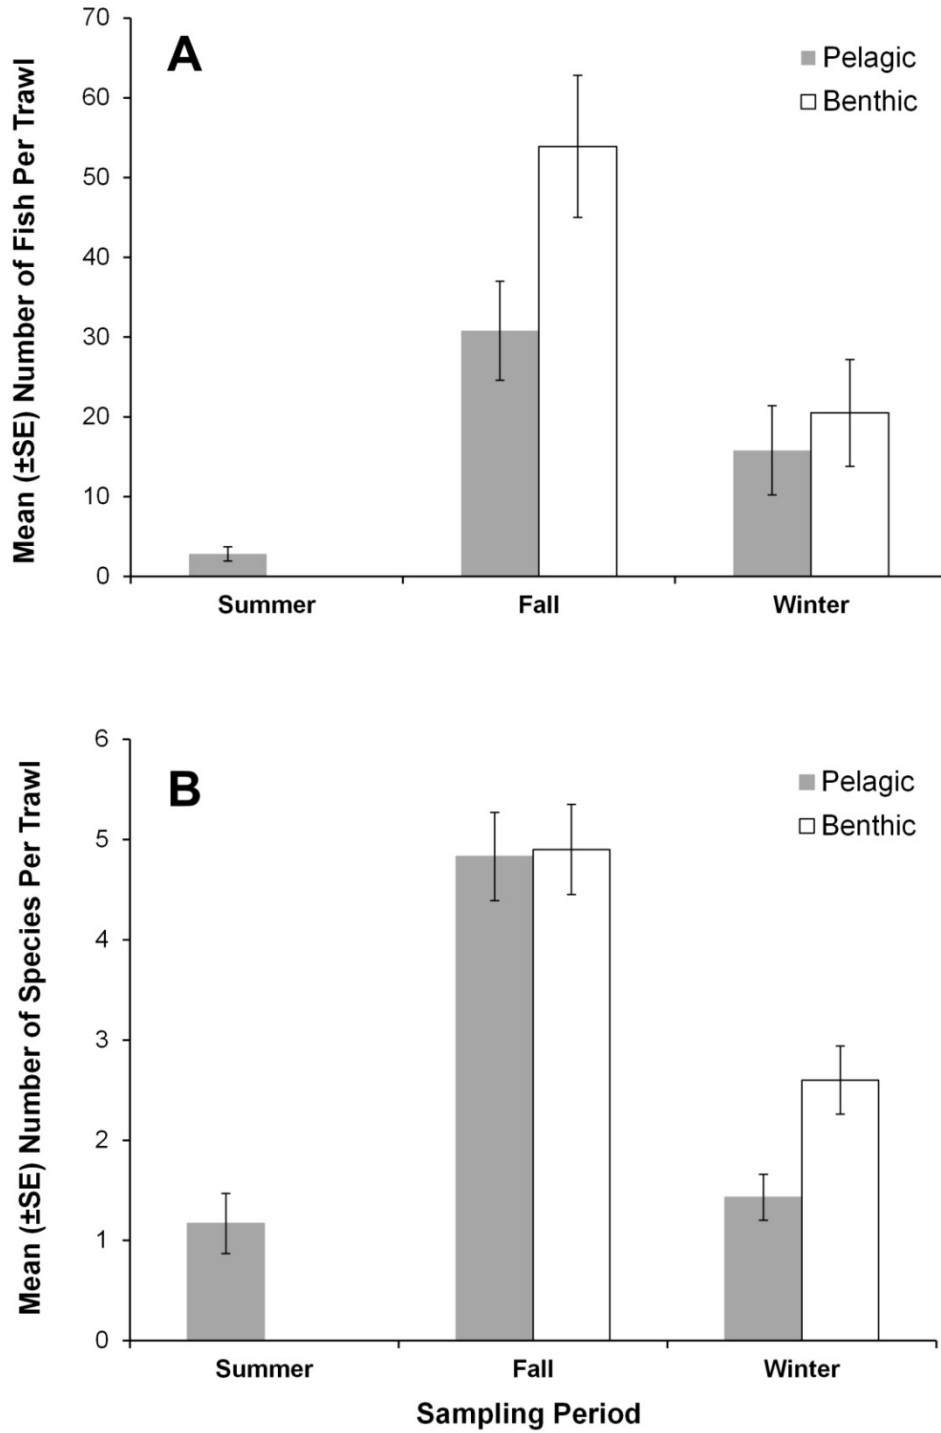 Mean (±SE) Number of Fish Per Trawl
70
60
50
40
30
20
10
0
A
Pelagic
Benthic
Summer
Fall
Winter
Mean (±SE) Number of Species Per Trawl
6
5
4
3
2
1
0
B
Pelagic
Benthic
Summer
Fall
Winter
Sampling Period